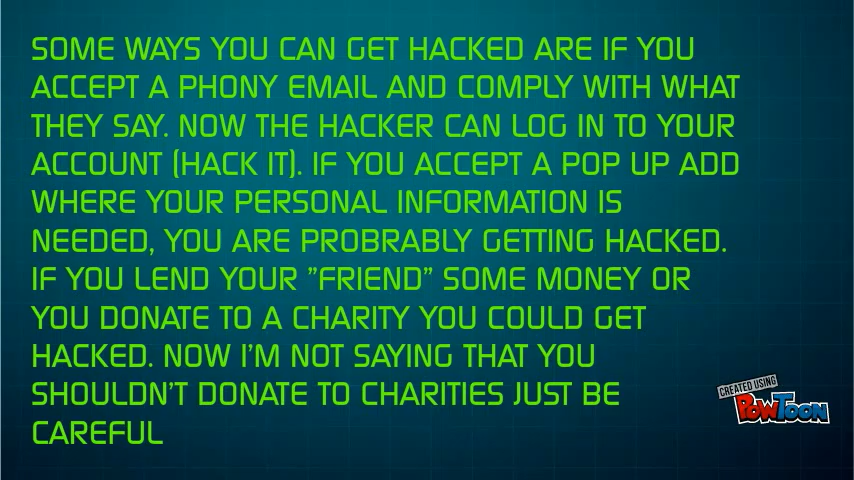 SOME WAYS YOU CAN GET HACKED ARE IF YOU
ACCEPT A PHONY EMAIL AND COMPLY WITH WHAT
THEY SAY. NOW THE HACKER CAN LOG IN TO YOUR
ACCOUNT (HACK IT). IF YOU ACCEPT A POP UP ADD
WHERE YOUR PERSONAL INFORMATION IS
NEEDED, YOU ARE PROBRABLY GETTING HACKED.
IF YOU LEND YOUR "FRIEND" SOME MONEY OR
YOU DONATE TO A CHARITY YOU COULD GET
HACKED. NOW I'M NOT SAYING THAT YOU
SHOULDN'T DONATE TO CHARITIES JUST BE
CAREFUL
CREATED USING
POWTOON